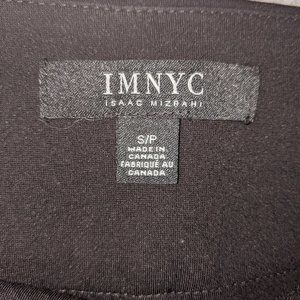 IMNYC
ISAAC MIZRAHI
S/P
MADE IN
CANADA
FABRIQUÉ AU
CANADA